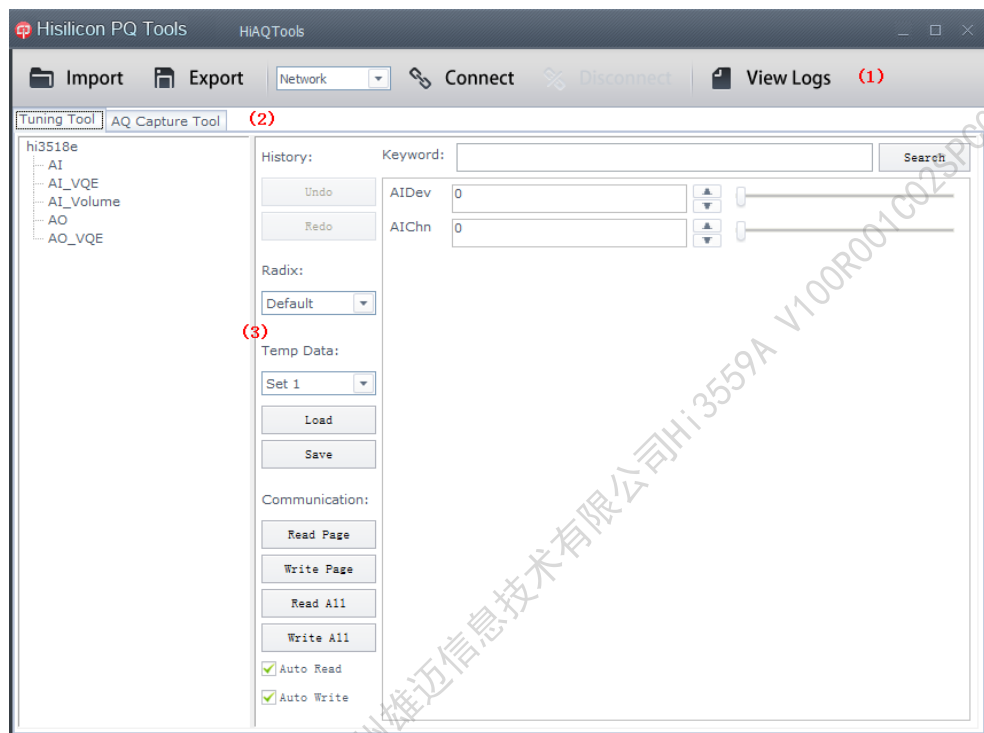 Hisilicon PQ Tools HiAQTools
Import Export Network Connect Disconnect View Logs (1)
Tuning Tool AQ Capture Tool (2)
hi3518e
AI
AI_VQE
AI_Volume
AO
AO_VQE
History:
Undo
Redo
Radix:
Default
(3)
Temp Data:
Set 1
Load
Save
Communication:
Read Page
Write Page
Read All
Write All
Auto Read
Auto Write
Keyword: Search
AIDev 0
AIChn 0
雄迈信息技术有限公司Hi3559A V100R001C02SPC